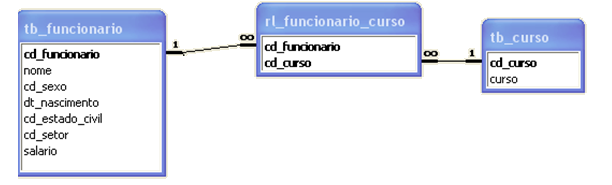 tb_funcionario
cd_funcionario
nome
cd_sexo
dt_nascimento
cd_estado_civil
cd_setor
salario
1
∞
rl_funcionario_curso
cd_funcionario
cd_curso
∞
1
tb_curso
cd_curso
curso